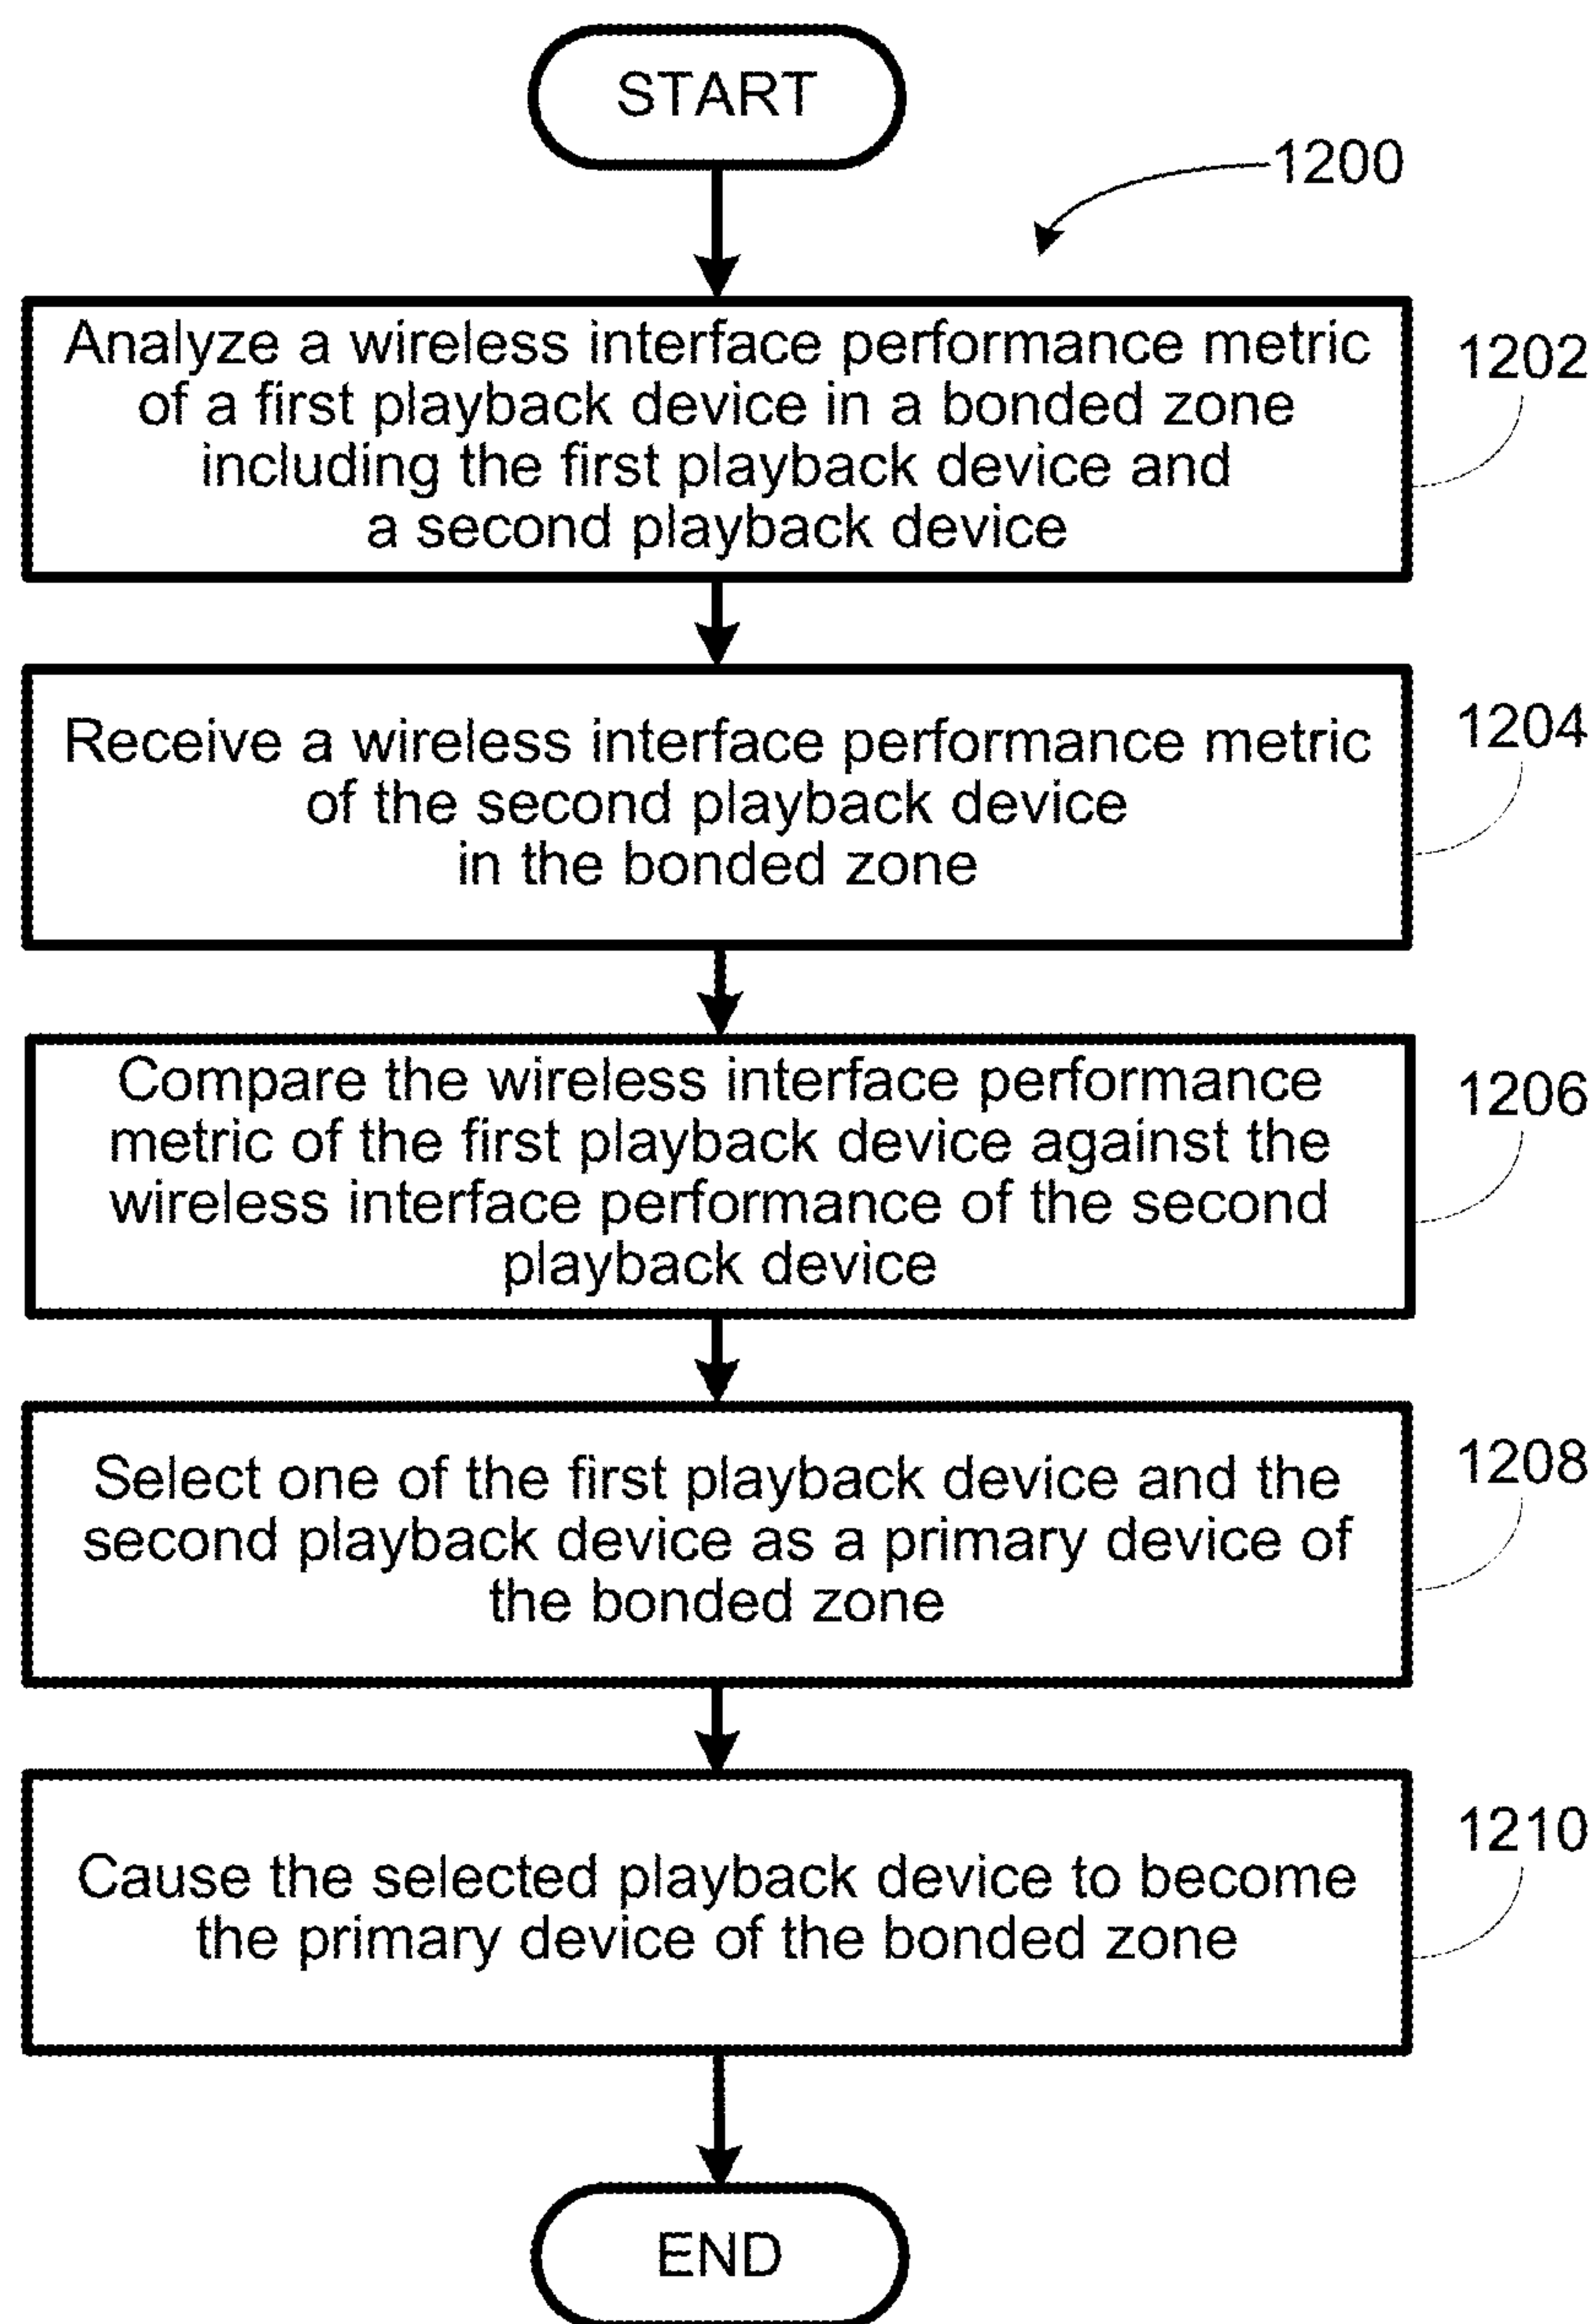 START
1200
Analyze a wireless interface performance metric
of a first playback device in a bonded zone
including the first playback device and
a second playback device
1202
Receive a wireless interface performance metric
of the second playback device
in the bonded zone
1204
Compare the wireless interface performance
metric of the first playback device against the
wireless interface performance of the second
playback device
1206
Select one of the first playback device and the
second playback device as a primary device of
the bonded zone
1208
Cause the selected playback device to become
the primary device of the bonded zone
1210
END